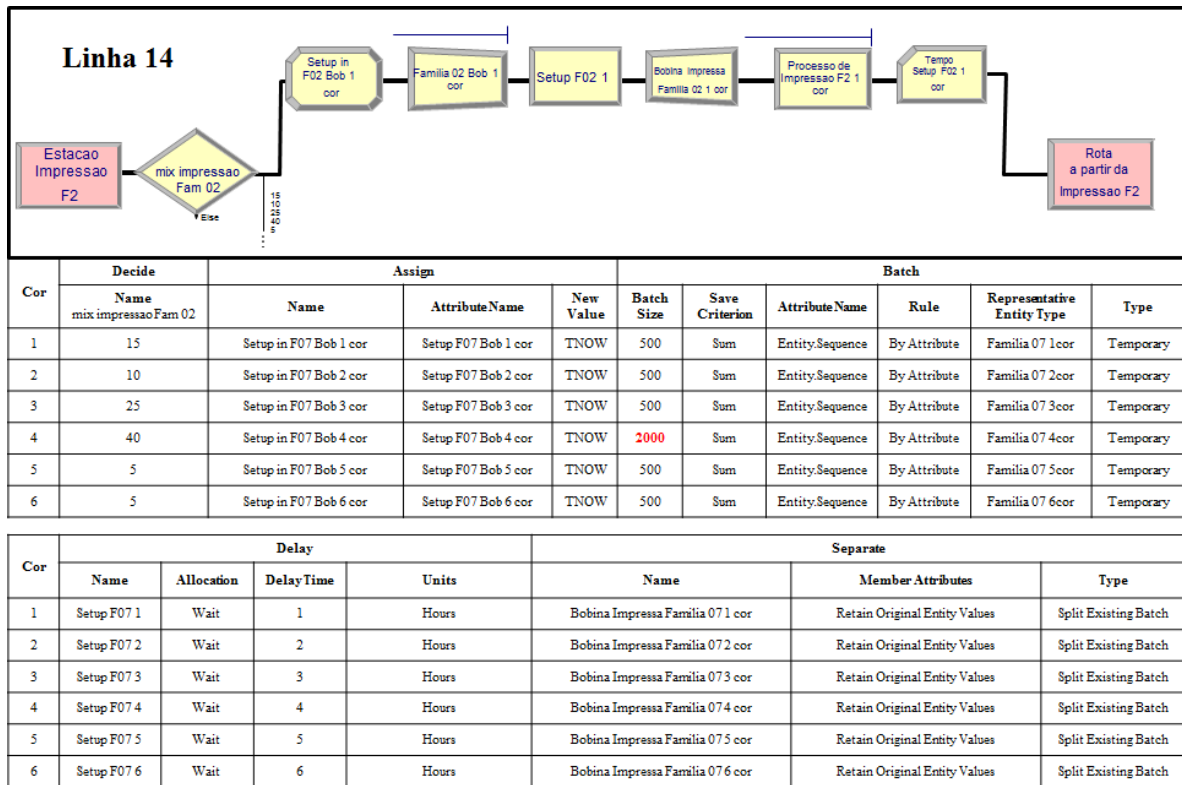 Linha 14
Setup in
F02 Bob 1
cor
Familia 02 Bob 1
cor
Setup F02 1
Bobina Impressa
Familia 02 1 cor
Processo de
Impressao F2 1
cor
Tempo
Setup F02 1
cor
Estacao
Impressao
F2
mix impressao
Fam 02
Else
15
10
25
40
5
Rota
a partir da
Impressao F2
Cor Decide Assign Batch
Name mix impressao Fam 02 Name Attribute Name New Value Batch Size Save Criterion Attribute Name Rule Representative Entity Type Type
1 15 Setup in F07 Bob 1 cor Setup F07 Bob 1 cor TNOW 500 Sum Entity.Sequence By Attribute Familia 07 1cor Temporary
2 10 Setup in F07 Bob 2 cor Setup F07 Bob 2 cor TNOW 500 Sum Entity.Sequence By Attribute Familia 07 2cor Temporary
3 25 Setup in F07 Bob 3 cor Setup F07 Bob 3 cor TNOW 500 Sum Entity.Sequence By Attribute Familia 07 3cor Temporary
4 40 Setup in F07 Bob 4 cor Setup F07 Bob 4 cor TNOW 2000 Sum Entity.Sequence By Attribute Familia 07 4cor Temporary
5 5 Setup in F07 Bob 5 cor Setup F07 Bob 5 cor TNOW 500 Sum Entity.Sequence By Attribute Familia 07 5cor Temporary
6 5 Setup in F07 Bob 6 cor Setup F07 Bob 6 cor TNOW 500 Sum Entity.Sequence By Attribute Familia 07 6cor Temporary
Cor Delay Separate
Name Allocation Delay Time Units Name Member Attributes Type
1 Setup F07 1 Wait 1 Hours Bobina Impressa Familia 07 1 cor Retain Original Entity Values Split Existing Batch
2 Setup F07 2 Wait 2 Hours Bobina Impressa Familia 07 2 cor Retain Original Entity Values Split Existing Batch
3 Setup F07 3 Wait 3 Hours Bobina Impressa Familia 07 3 cor Retain Original Entity Values Split Existing Batch
4 Setup F07 4 Wait 4 Hours Bobina Impressa Familia 07 4 cor Retain Original Entity Values Split Existing Batch
5 Setup F07 5 Wait 5 Hours Bobina Impressa Familia 07 5 cor Retain Original Entity Values Split Existing Batch
6 Setup F07 6 Wait 6 Hours Bobina Impressa Familia 07 6 cor Retain Original Entity Values Split Existing Batch